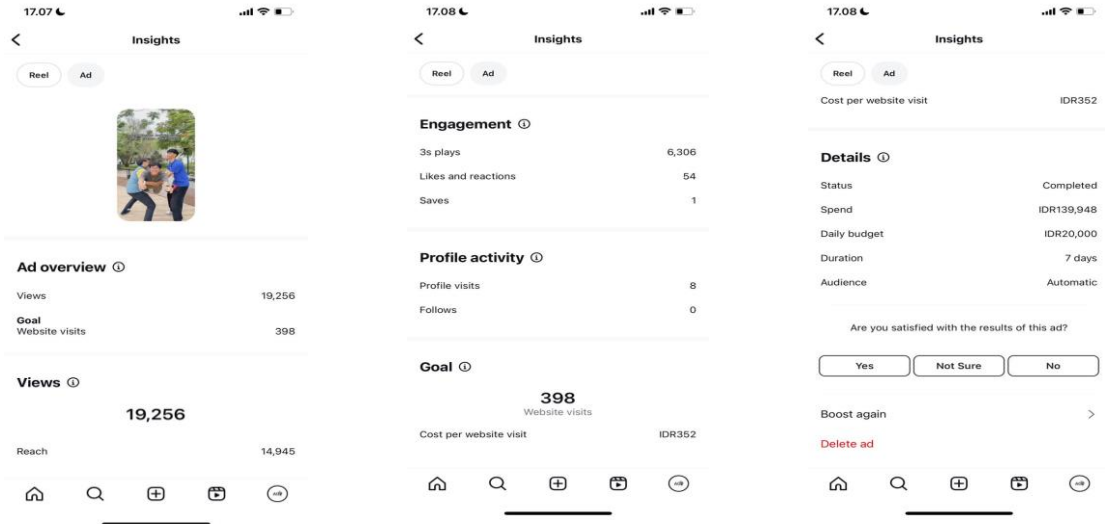 17.07
Insights
Reel Ad
Ad overview
Views 19,256
Goal
Website visits 398
Views
19,256
Reach 14,945
17.08
Insights
Reel Ad
Engagement
3s plays 6,306
Likes and reactions 54
Saves 1
Profile activity
Profile visits 8
Follows 0
Goal
398
Website visits
Cost per website visit IDR352
17.08
Insights
Reel Ad
Cost per website visit IDR352
Details
Status Completed
Spend IDR139,948
Daily budget IDR20,000
Duration 7 days
Audience Automatic
Are you satisfied with the results of this ad?
Yes Not Sure No
Boost again
Delete ad